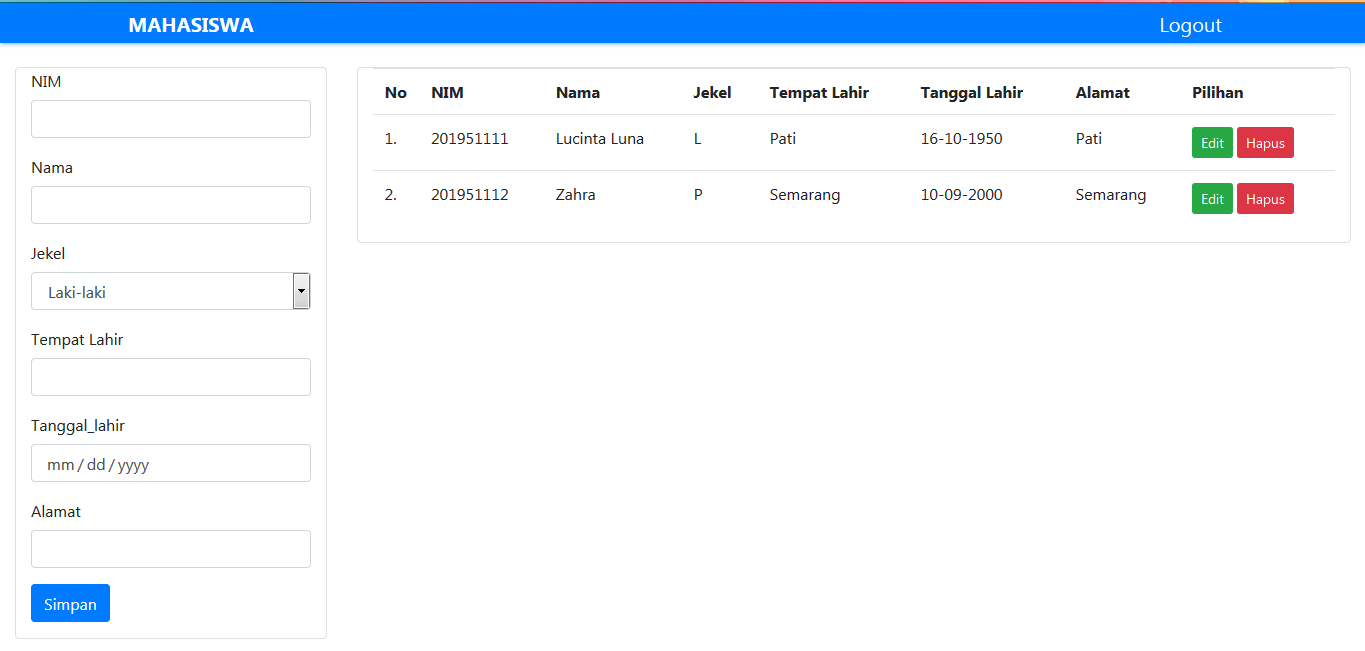 MAHASISWA Logout
NIM
Nama
Jekel
Laki-laki
Tempat Lahir
Tanggal_lahir
mm / dd / yyyy
Alamat
Simpan
No NIM Nama Jekel Tempat Lahir Tanggal Lahir Alamat Pilihan
1. 201951111 Lucinta Luna L Pati 16-10-1950 Pati Edit Hapus
2. 201951112 Zahra P Semarang 10-09-2000 Semarang Edit Hapus